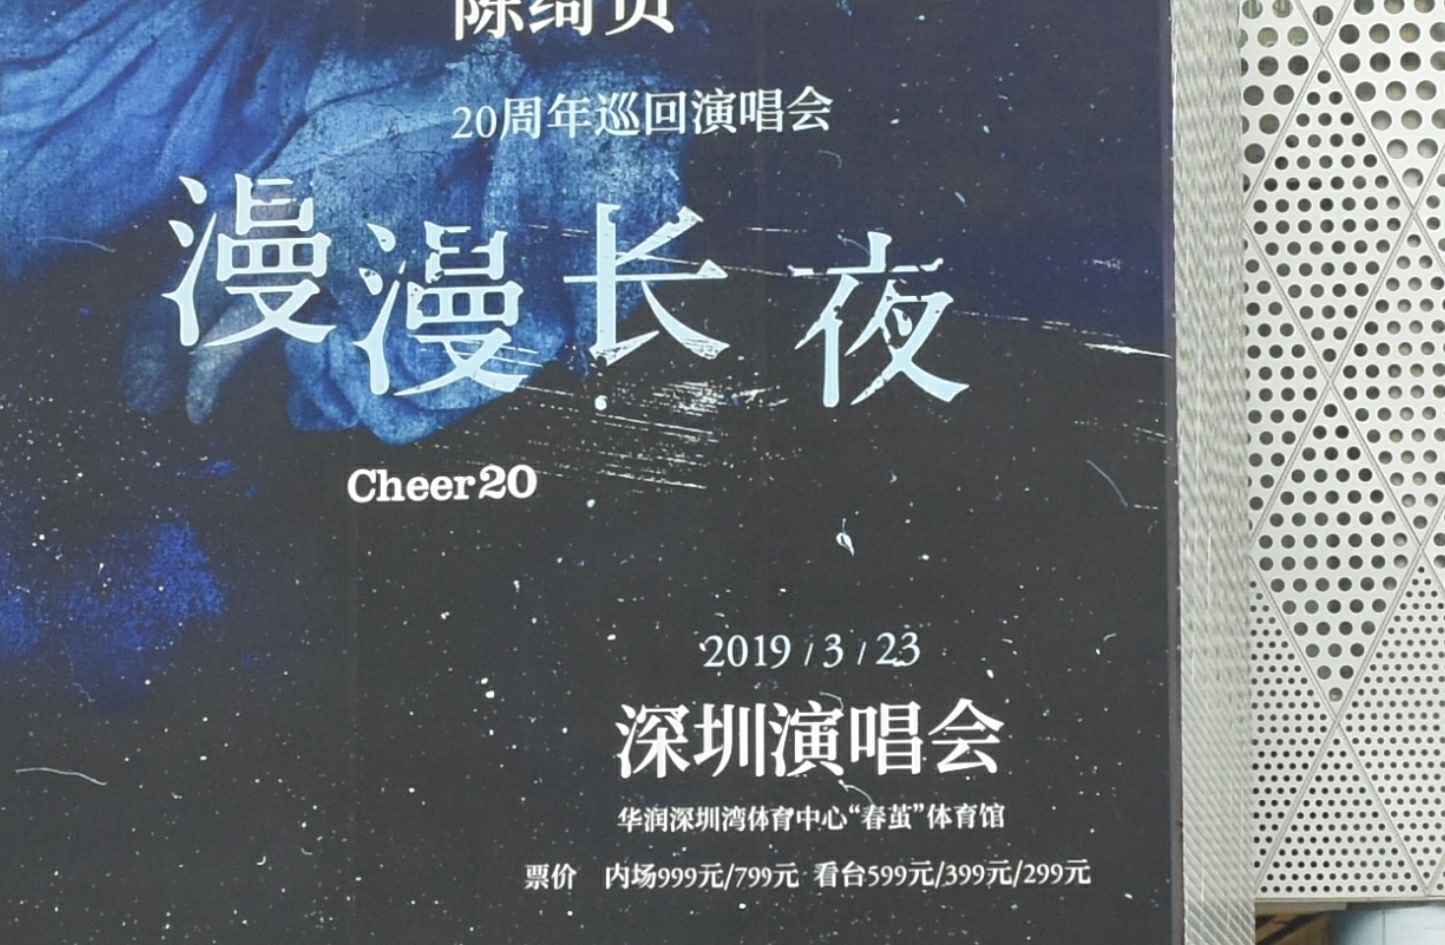 陈绮贞
20周年巡回演唱会
漫漫长夜
Cheer20
2019 / 3 / 23
深圳演唱会
华润深圳湾体育中心“春茧”体育馆
票价 内场999元/799元 看台599元/399元/299元